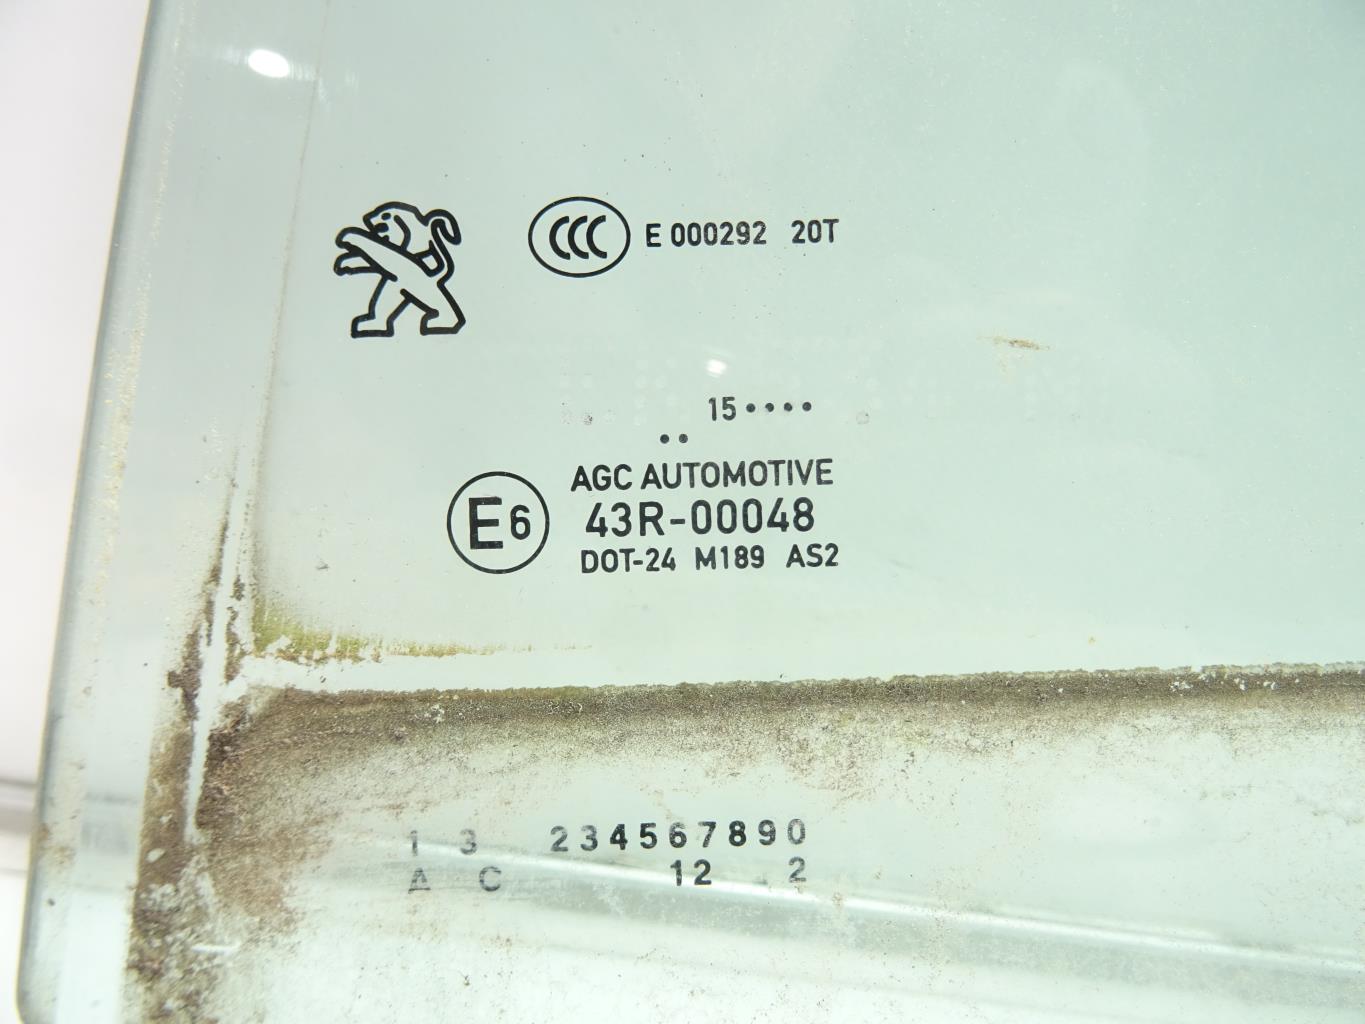 CCC E 000292 20T
15••••
••
AGC AUTOMOTIVE
E6 43R-00048
DOT-24 M189 AS2
1 3 234567890
A C 12 2